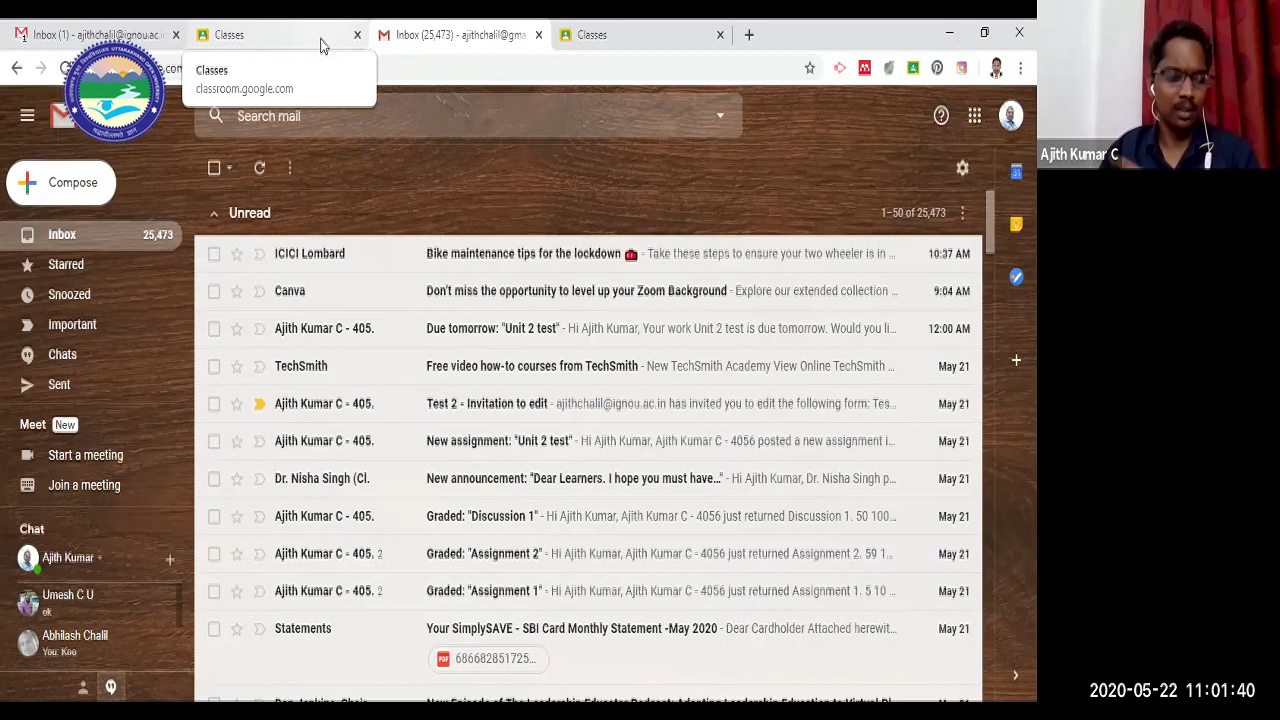 Inbox (1) - ajithchalil@ignou.ac.in
Classes
Inbox (25,473) - ajithchalil@gma
Classes
Classes
classroom.google.com
Search mail
Compose
Unread
1–50 of 25,473
Inbox 25,473
Starred
Snoozed
Important
Chats
Sent
Meet New
Start a meeting
Join a meeting
Chat
Ajith Kumar
Umesh C U
ok
Abhilash Chalil
You: Koo
ICICI Lombard Bike maintenance tips for the lockdown - Take these steps to ensure your two wheeler is in ... 10:37 AM
Canva Don't miss the opportunity to level up your Zoom Background - Explore our extended collection ... 9:04 AM
Ajith Kumar C - 405. Due tomorrow: "Unit 2 test" - Hi Ajith Kumar, Your work Unit 2 test is due tomorrow. Would you li... 12:00 AM
TechSmith Free video how-to courses from TechSmith - New TechSmith Academy View Online TechSmith ... May 21
Ajith Kumar C - 405. Test 2 - Invitation to edit - ajithchalil@ignou.ac.in has invited you to edit the following form: Tes... May 21
Ajith Kumar C - 405. New assignment: "Unit 2 test" - Hi Ajith Kumar, Ajith Kumar C - 4056 posted a new assignment i... May 21
Dr. Nisha Singh (Cl. New announcement: "Dear Learners. I hope you must have..." - Hi Ajith Kumar, Dr. Nisha Singh p... May 21
Ajith Kumar C - 405. Graded: "Discussion 1" - Hi Ajith Kumar, Ajith Kumar C - 4056 just returned Discussion 1. 50 100... May 21
Ajith Kumar C - 405. 2 Graded: "Assignment 2" - Hi Ajith Kumar, Ajith Kumar C - 4056 just returned Assignment 2. 59 1... May 21
Ajith Kumar C - 405. 2 Graded: "Assignment 1" - Hi Ajith Kumar, Ajith Kumar C - 4056 just returned Assignment 1. 5 10 ... May 21
Statements Your SimplySAVE - SBI Card Monthly Statement -May 2020 - Dear Cardholder Attached herewit... May 21
PDF 686682851725...
Ajith Kumar C
2020-05-22 11:01:40